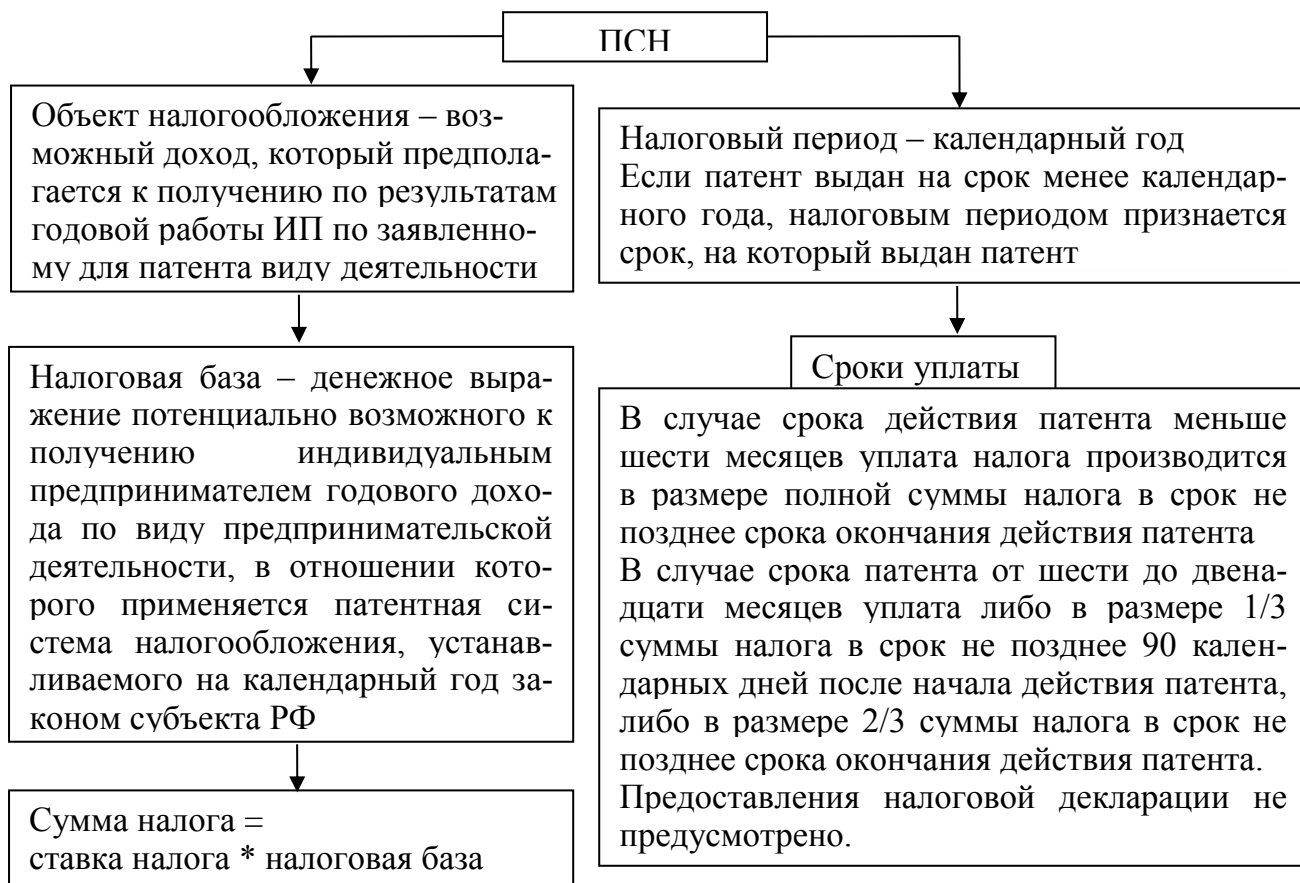 ПСН
Объект налогообложения – воз-
можный доход, который предпола-
гается к получению по результатам
годовой работы ИП по заявленно-
му для патента виду деятельности
Налоговая база – денежное выра-
жение потенциально возможного к
получению индивидуальным
предпринимателем годового дохо-
да по виду предпринимательской
деятельности, в отношении кото-
рого применяется патентная си-
стема налогообложения, устанав-
ливаемого на календарный год за-
коном субъекта РФ
Сумма налога =
ставка налога * налоговая база
Налоговый период – календарный год
Если патент выдан на срок менее календар-
ного года, налоговым периодом признается
срок, на который выдан патент
Сроки уплаты
В случае срока действия патента меньше
шести месяцев уплата налога производится
в размере полной суммы налога в срок не
позднее срока окончания действия патента
В случае срока патента от шести до двена-
дцати месяцев уплата либо в размере 1/3
суммы налога в срок не позднее 90 кален-
дарных дней после начала действия патента,
либо в размере 2/3 суммы налога в срок не
позднее срока окончания действия патента.
Предоставления налоговой декларации не
предусмотрено.